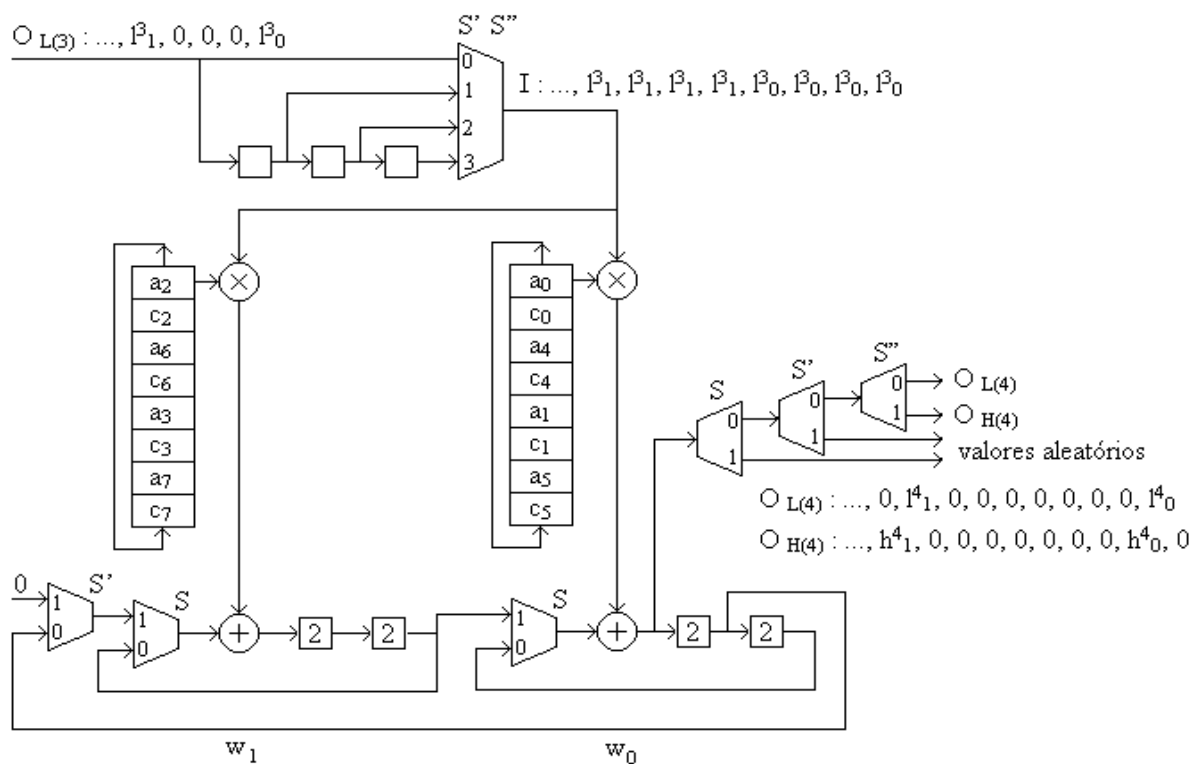 O L(3) : ..., l³₁, 0, 0, 0, l³₀
S' S"
0
1
2
3
I : ..., l³₁, l³₁, l³₁, l³₁, l³₀, l³₀, l³₀, l³₀
a₂
c₂
a₆
c₆
a₃
c₃
a₇
c₇
×
a₀
c₀
a₄
c₄
a₁
c₁
a₅
c₅
×
S
0
1
S'
0
1
S"
0
1
O L(4)
O H(4)
valores aleatórios
O L(4) : ..., 0, l⁴₁, 0, 0, 0, 0, 0, 0, 0, l⁴₀
O H(4) : ..., h⁴₁, 0, 0, 0, 0, 0, 0, 0, h⁴₀, 0
0
1
0
S'
1
0
S
+
2
2
1
0
S
+
2
2
w₁
w₀